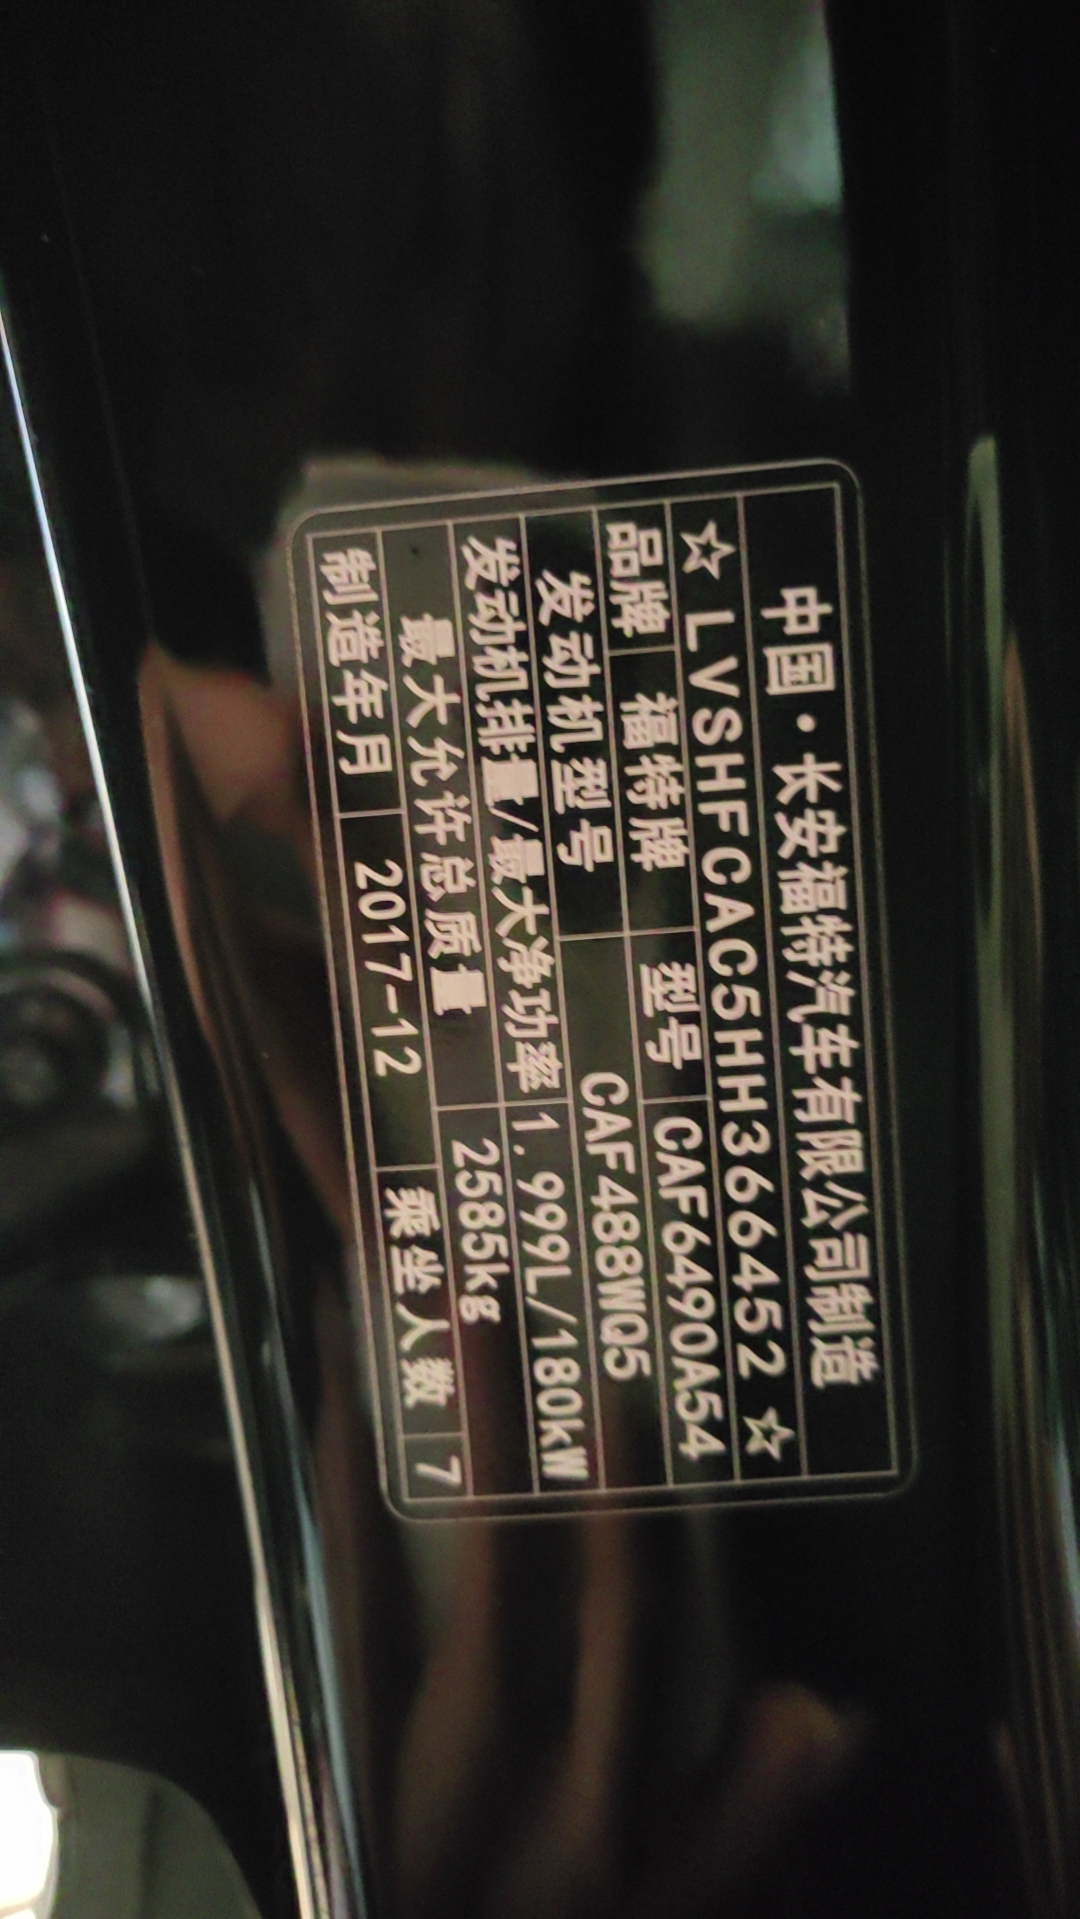 中国·长安福特汽车有限公司制造
☆ LVSHFCAC5HH366452 ☆
品牌 福特牌 型号 CAF6490A54
发动机型号 CAF488WQ5
发动机排量/最大净功率 1.999L/180kW
最大允许总质量 2585kg
制造年月 2017-12 乘坐人数 7